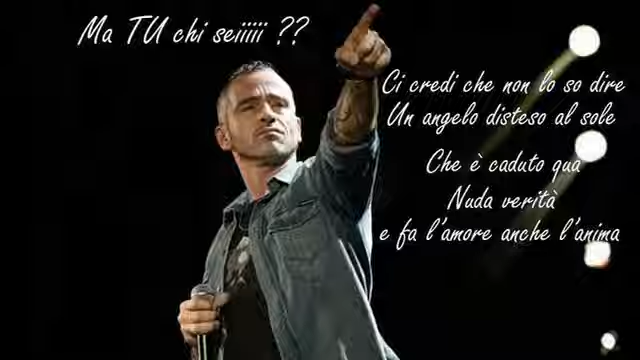 Ma TU chi seiiiii ??
Ci credi che non lo so dire
Un angelo disteso al sole
Che è caduto qua
Nuda verità
e fa l'amore anche l'anima